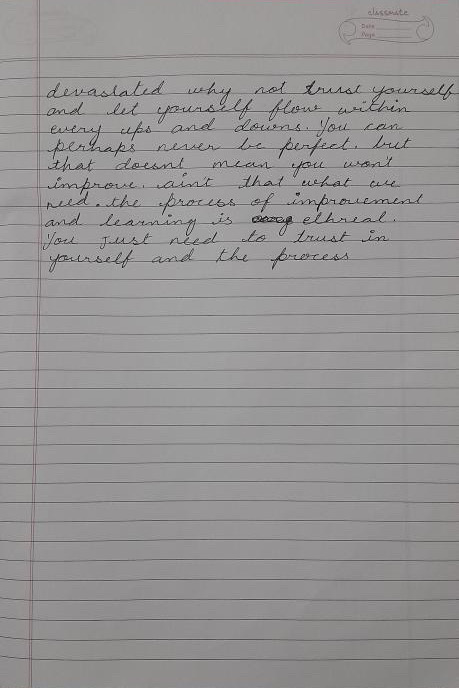 classmate
Date
Page
devastated why not trust yourself
and let yourself flow within
every ups and downs. You can
perhaps never be perfect. but
that doesnt mean you won't
improve. ain't that what we
need. the process of improvement
and learning is ethreal.
You just need to trust in
yourself and the process